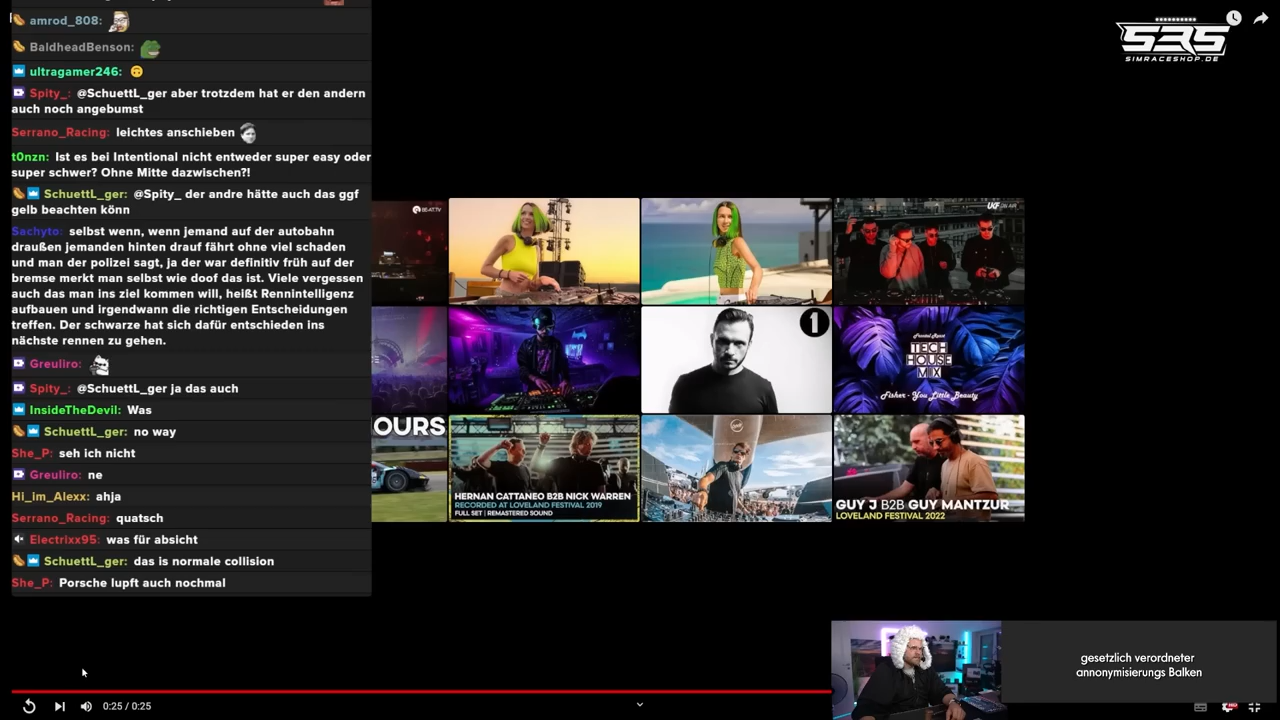 amrod_808:
BaldheadBenson:
ultragamer246:
Spity_: @SchuettL_ger aber trotzdem hat er den andern
auch noch angebumst
Serrano_Racing: leichtes anschieben
t0nzn: Ist es bei Intentional nicht entweder super easy oder
super schwer? Ohne Mitte dazwischen?!
SchuettL_ger: @Spity_ der andre hätte auch das ggf
gelb beachten könn
Sachyto: selbst wenn, wenn jemand auf der autobahn
draußen jemanden hinten drauf fährt ohne viel schaden
und man der polizei sagt, ja der war definitiv früh auf der
bremse merkt man selbst wie doof das ist. Viele vergessen
auch das man ins ziel kommen will, heißt Rennintelligenz
aufbauen und irgendwann die richtigen Entscheidungen
treffen. Der schwarze hat sich dafür entschieden ins
nächste rennen zu gehen.
Greuliro:
Spity_: @SchuettL_ger ja das auch
InsideTheDevil: Was
SchuettL_ger: no way
She_P: seh ich nicht
Greuliro: ne
Hi_im_Alexx: ahja
Serrano_Racing: quatsch
Electrixx95: was für absicht
SchuettL_ger: das is normale collision
She_P: Porsche lupft auch nochmal
SRS
SIMRACESHOP.DE
BE-AT.TV
UKF ON AIR
1
TECH
HOUSE
MIX
Fisher - You Little Beauty
OURS
HERNAN CATTANEO B2B NICK WARREN
RECORDED AT LOVELAND FESTIVAL 2019
FULL SET | REMASTERED SOUND
GUY J B2B GUY MANTZUR
LOVELAND FESTIVAL 2022
gesetzlich verordneter
annonymisierungs Balken
0:25 / 0:25